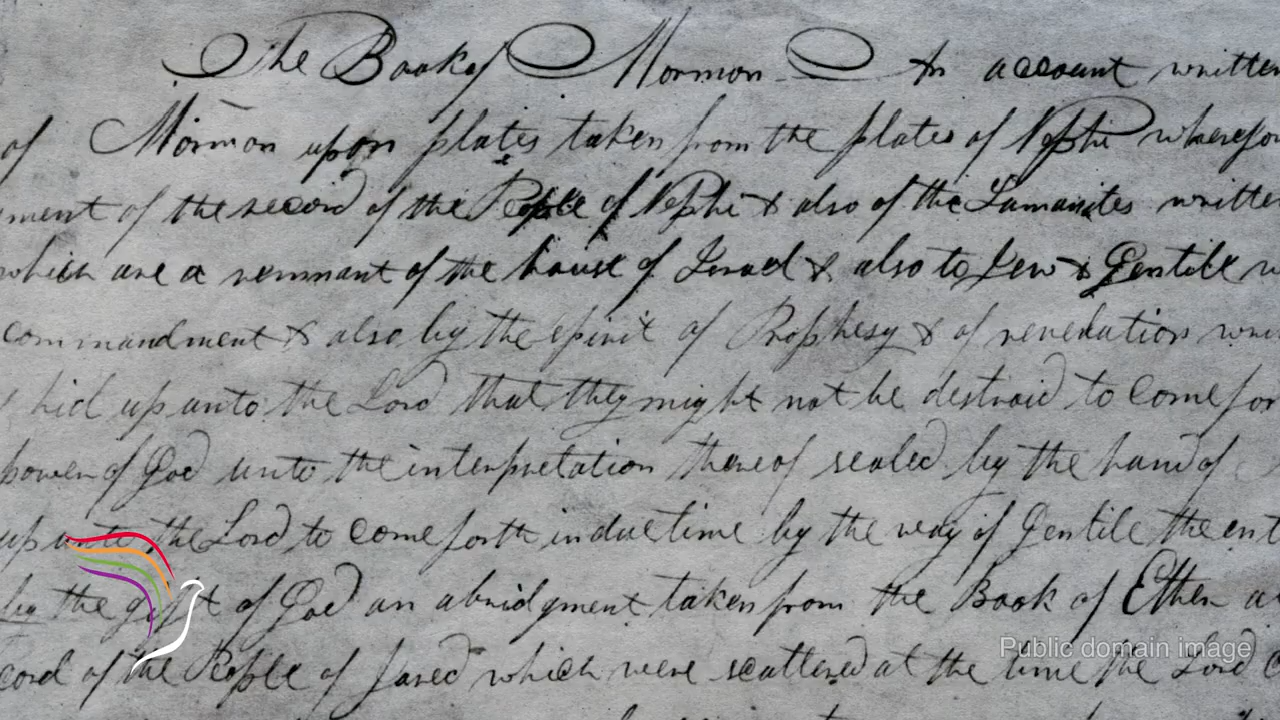 The Book of Mormon An account written
of Mormon upon plates taken from the plates of Nephi wherefor
ment of the record of the People of Nephi & also of the Lamanites written
which are a remnant of the house of Israel & also to Jew & Gentile
commandment & also by the spirit of Prophesy & of revelation
hid up unto the Lord that they might not be destroid to come for
power of God unto the interpretation thereof sealed by the hand of
up unto the Lord to come forth in due time by the way of Gentile the
by the gift of God an abridgment taken from the Book of Ether
cord of the People of Jared which were scattered at the time the Lord
Public domain image